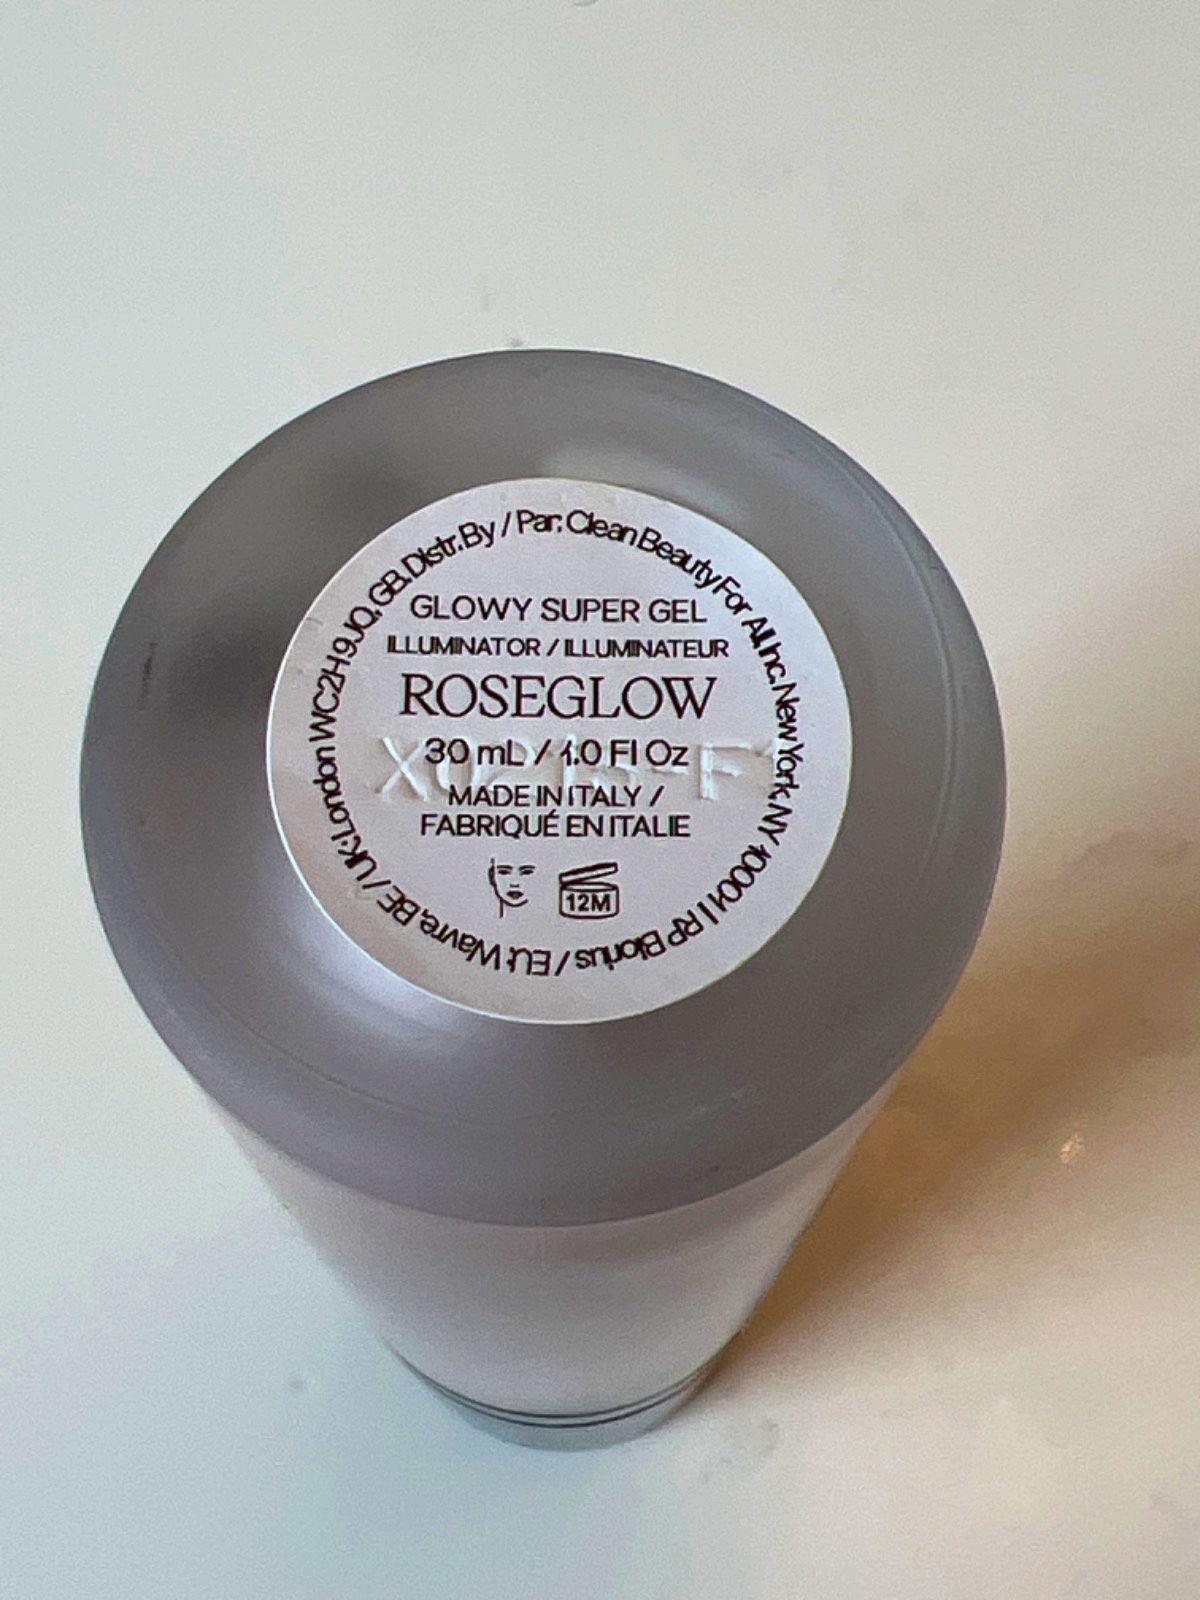 Distr. By / Par: Clean Beauty For All Inc. New York, NY 10001 | RP Biorius / EU: Wavre, BE / UK: London WC2H 9JQ, GB.
GLOWY SUPER GEL
ILLUMINATOR / ILLUMINATEUR
ROSEGLOW
30 mL / 1.0 Fl Oz
MADE IN ITALY /
FABRIQUÉ EN ITALIE
12M